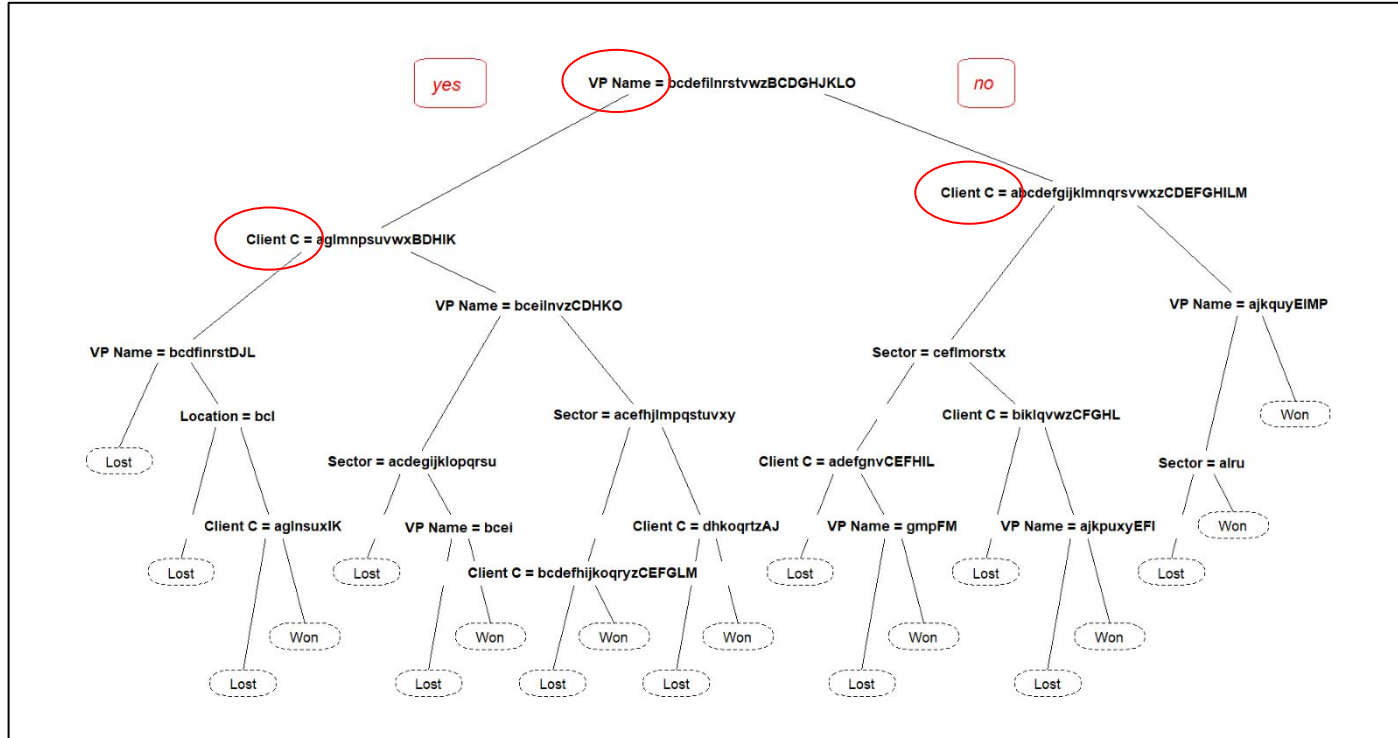 yes
VP Name = bcdefilnrstvwzBCDGHJKLO
no
Client C = abcdefgijklmnqrsvwxzCDEFGHILM
Client C = aglmnpsuvwxBDHIK
VP Name = bceilnvzCDHKO
VP Name = ajkquyEIMP
VP Name = bcdfinrstDJL
Sector = ceflmorstx
Location = bcl
Sector = acefhjlmpqstuvxy
Client C = biklqvwzCFGHL
Won
Lost
Sector = acdegijklopqrsu
Client C = adefgnvCEFHIL
Sector = alru
Client C = aglnsuxIK
VP Name = bcei
Client C = dhkoqrtzAJ
VP Name = gmpFM
VP Name = ajkpuxyEFI
Won
Lost
Lost
Client C = bcdefhijkoqryzCEFGLM
Lost
Lost
Lost
Won
Won
Won
Won
Won
Won
Lost
Lost
Lost
Lost
Lost
Lost